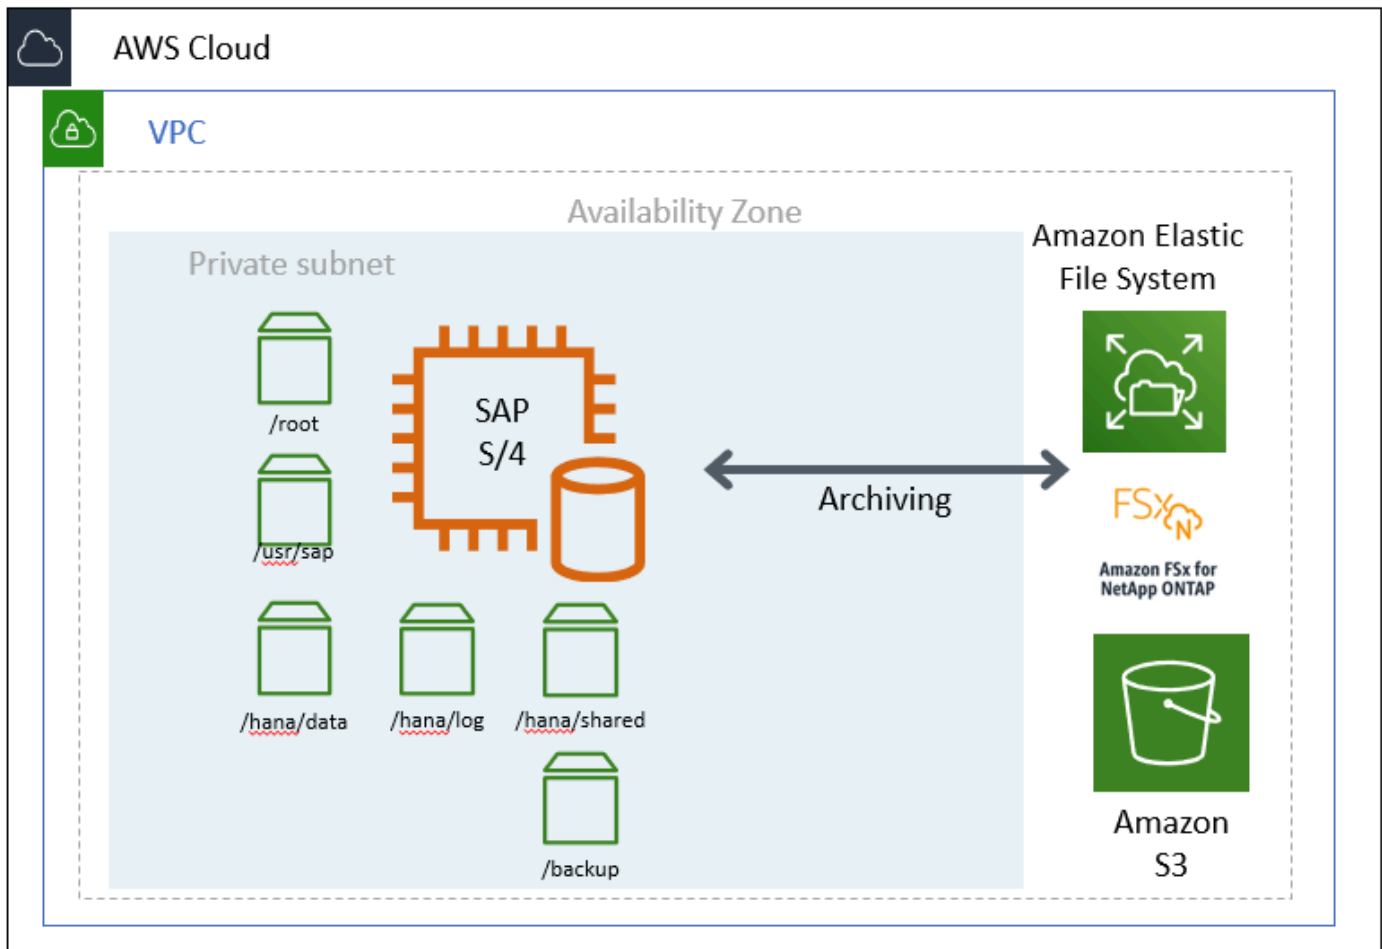 AWS Cloud
VPC
Availability Zone
Private subnet
Amazon Elastic
File System
/root
SAP
S/4
/usr/sap
Archiving
FSx
N
Amazon FSx for
NetApp ONTAP
/hana/data
/hana/log
/hana/shared
/backup
Amazon
S3